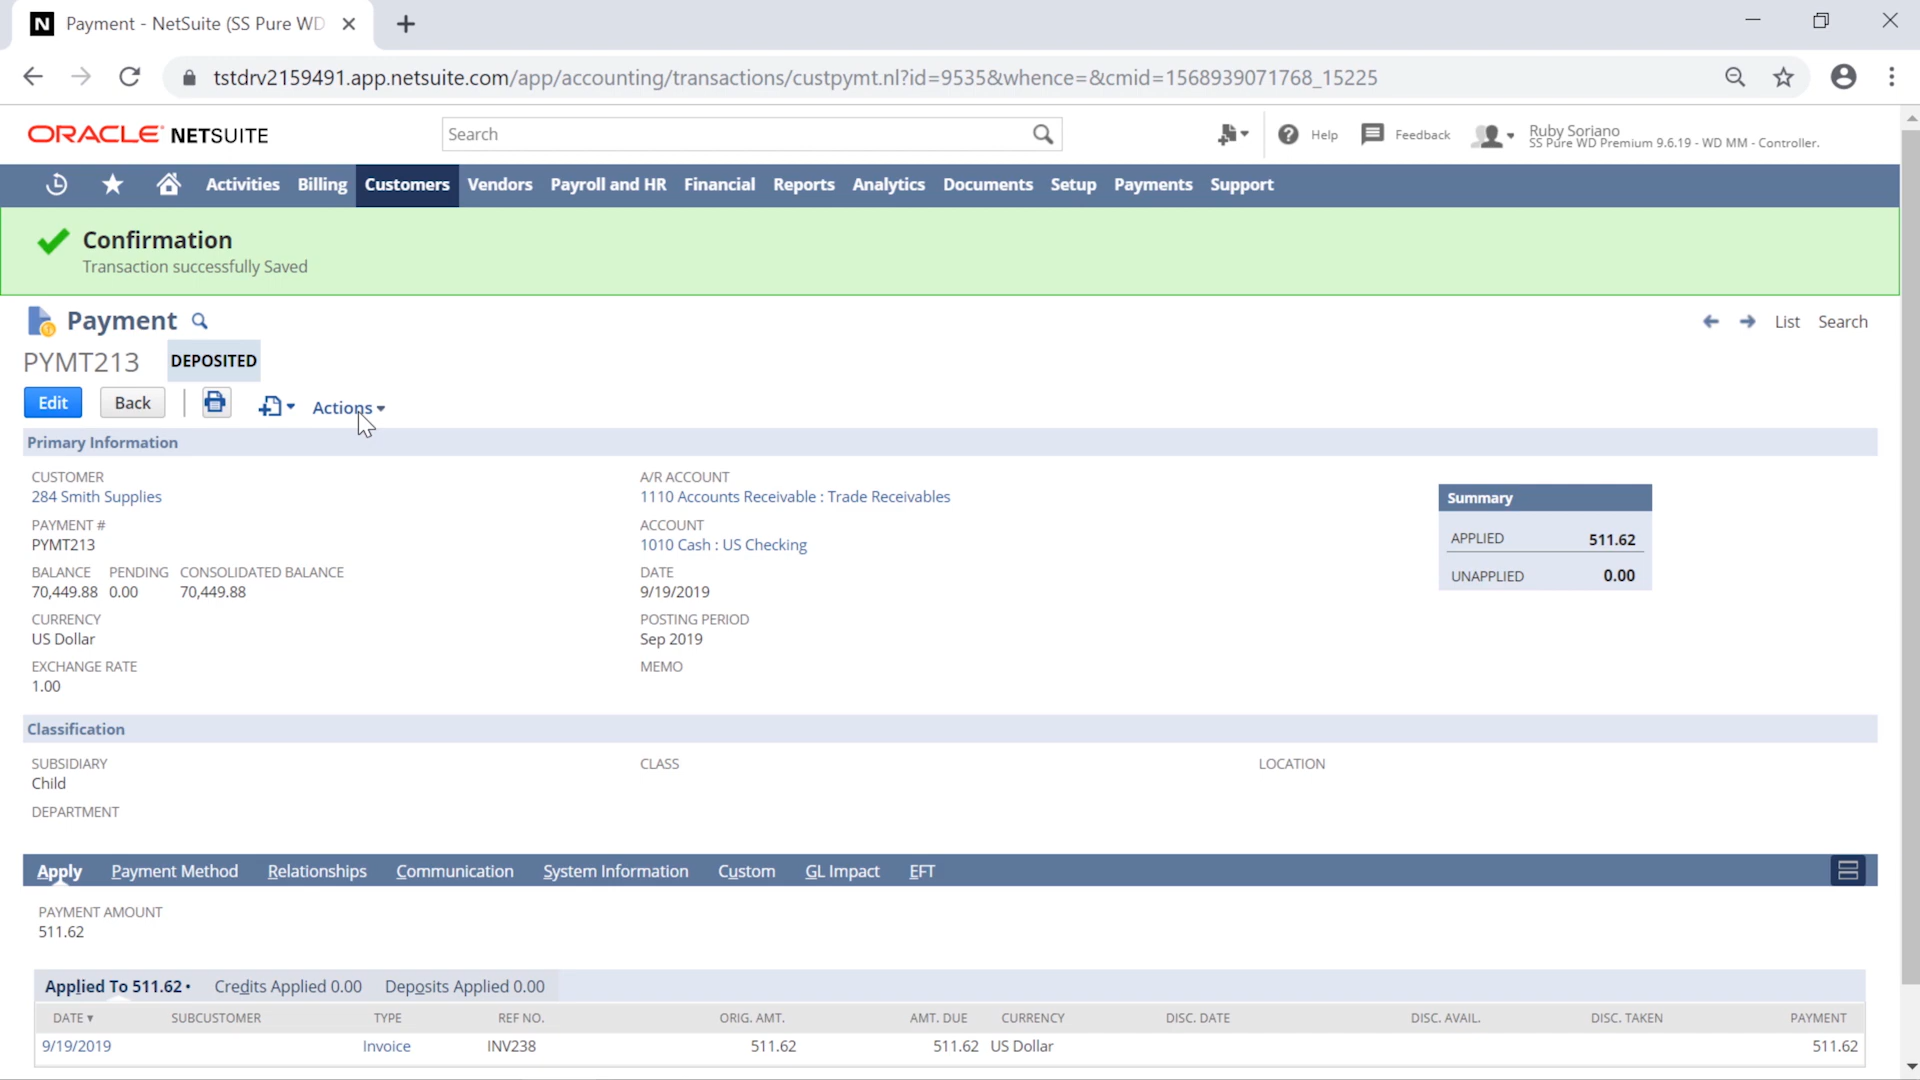 Payment - NetSuite (SS Pure WD
tstdrv2159491.app.netsuite.com/app/accounting/transactions/custpymt.nl?id=9535&whence=&cmid=1568939071768_15225
ORACLE NETSUITE
Search
Help
Feedback
Ruby Soriano
SS Pure WD Premium 9.6.19 - WD MM - Controller.
Activities Billing Customers Vendors Payroll and HR Financial Reports Analytics Documents Setup Payments Support
Confirmation
Transaction successfully Saved
Payment
List Search
PYMT213 DEPOSITED
Edit Back Actions
Primary Information
CUSTOMER
284 Smith Supplies
PAYMENT #
PYMT213
BALANCE PENDING CONSOLIDATED BALANCE
70,449.88 0.00 70,449.88
CURRENCY
US Dollar
EXCHANGE RATE
1.00
A/R ACCOUNT
1110 Accounts Receivable : Trade Receivables
ACCOUNT
1010 Cash : US Checking
DATE
9/19/2019
POSTING PERIOD
Sep 2019
MEMO
Summary
APPLIED 511.62
UNAPPLIED 0.00
Classification
SUBSIDIARY
Child
DEPARTMENT
CLASS
LOCATION
Apply Payment Method Relationships Communication System Information Custom GL Impact EFT
PAYMENT AMOUNT
511.62
Applied To 511.62 • Credits Applied 0.00 Deposits Applied 0.00
DATE ▼ SUBCUSTOMER TYPE REF NO. ORIG. AMT. AMT. DUE CURRENCY DISC. DATE DISC. AVAIL. DISC. TAKEN PAYMENT
9/19/2019 Invoice INV238 511.62 511.62 US Dollar 511.62